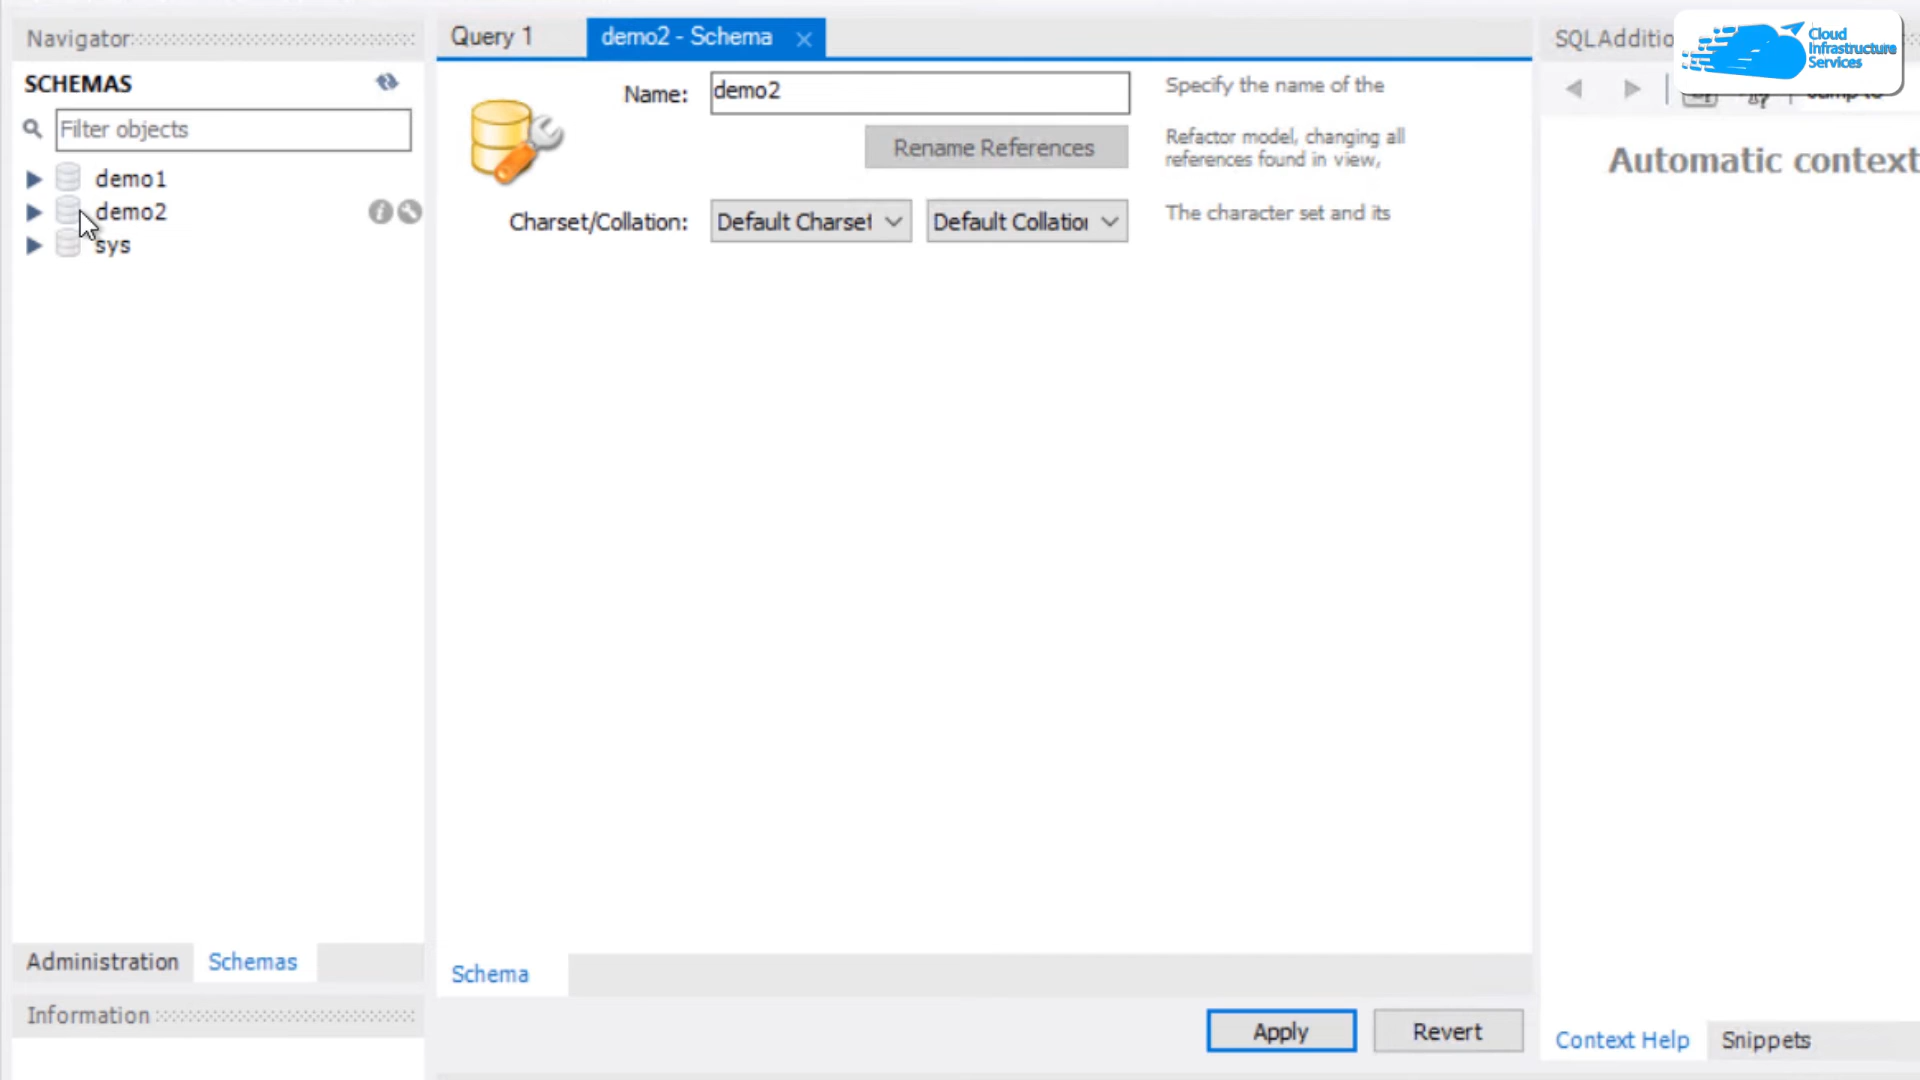 Navigator
SCHEMAS
Filter objects
demo1
demo2
sys
Administration
Schemas
Information
Query 1
demo2 - Schema
Name:
demo2
Specify the name of the
Rename References
Refactor model, changing all
references found in view,
Charset/Collation:
Default Charset
Default Collation
The character set and its
Schema
Apply
Revert
SQLAdditio
Cloud
Infrastructure
Services
Automatic context
Context Help
Snippets